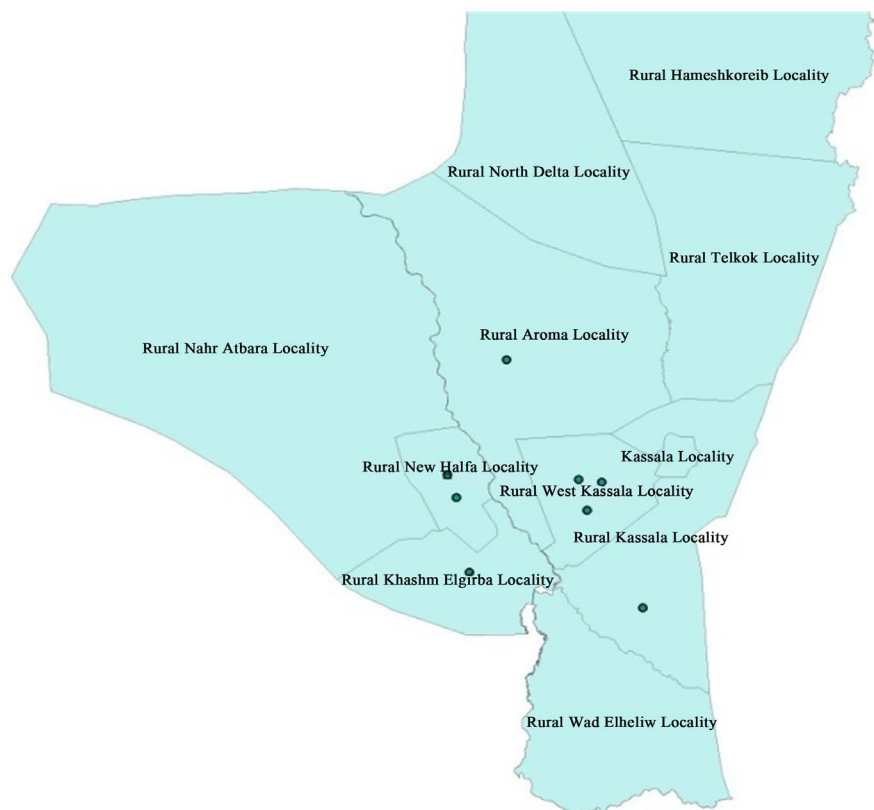 Rural Hameshkoreib Locality
Rural North Delta Locality
Rural Telkok Locality
Rural Aroma Locality
Rural Nahr Atbara Locality
Kassala Locality
Rural New Halfa Locality
Rural West Kassala Locality
Rural Kassala Locality
Rural Khashm Elgirba Locality
Rural Wad Elheliw Locality